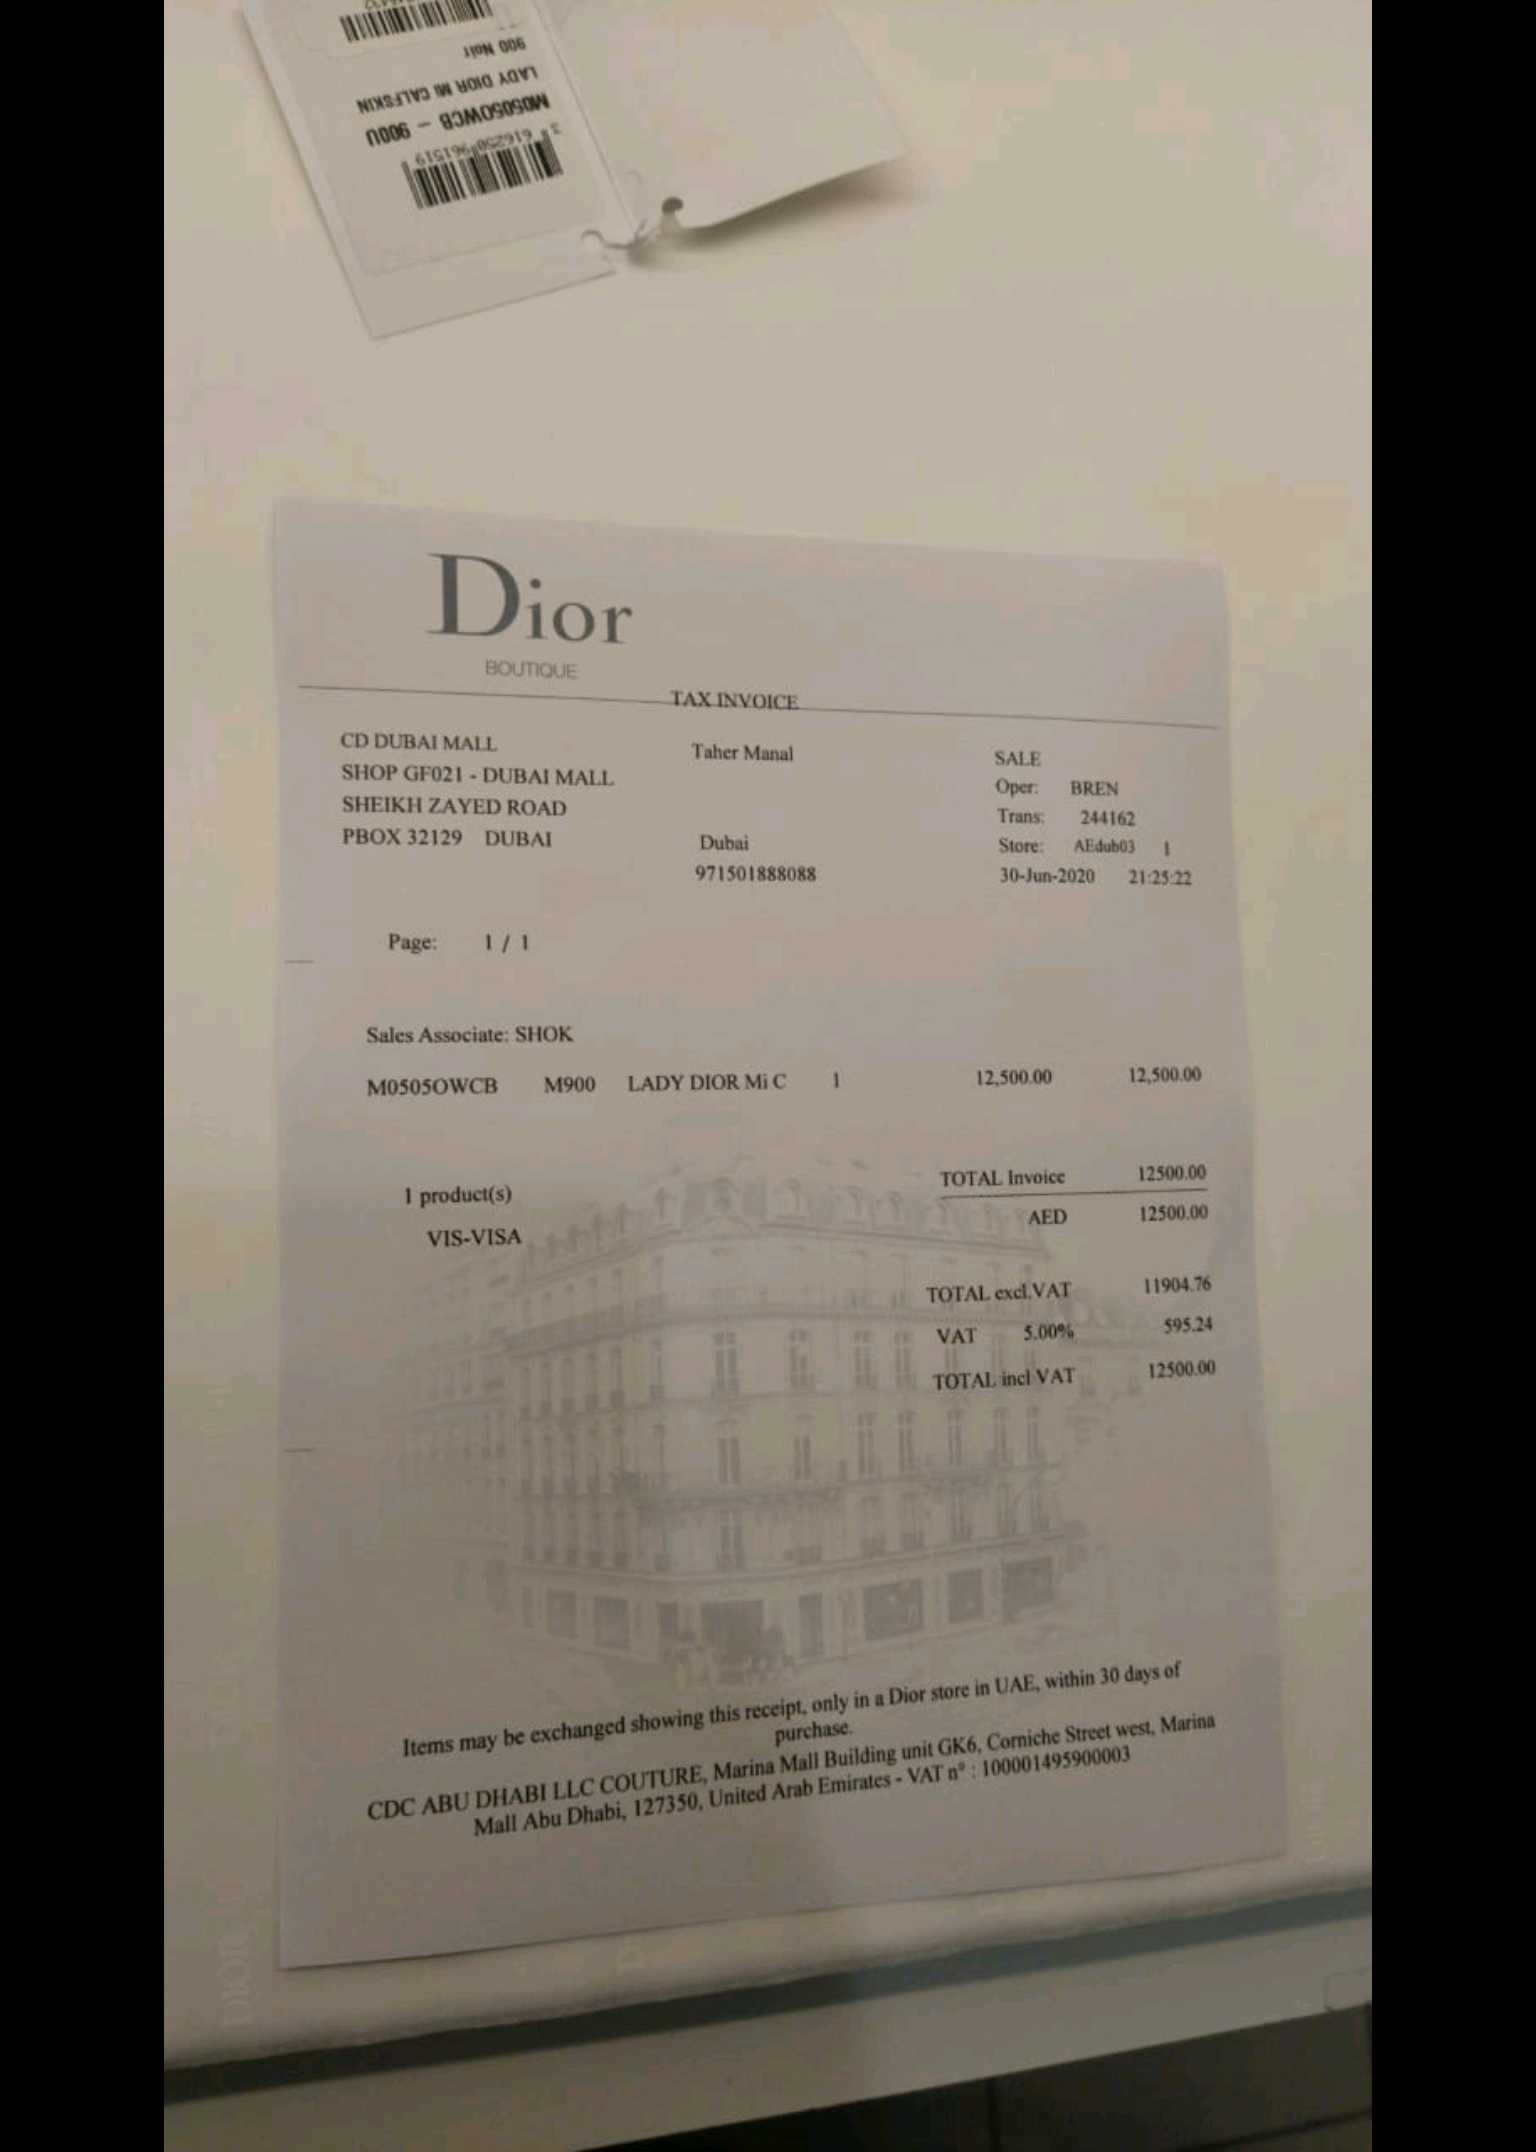 900 Noir
LADY DIOR Mi CALFSKIN
M0505OWCB - 900U
3 616250 961519
Dior
BOUTIQUE
TAX INVOICE
CD DUBAI MALL
SHOP GF021 - DUBAI MALL
SHEIKH ZAYED ROAD
PBOX 32129 DUBAI
Taher Manal
Dubai
971501888088
SALE
Oper: BREN
Trans: 244162
Store: AEdub03 1
30-Jun-2020 21:25:22
Page: 1 / 1
Sales Associate: SHOK
M0505OWCB M900 LADY DIOR Mi C 1 12,500.00 12,500.00
1 product(s)
VIS-VISA
TOTAL Invoice 12500.00
AED 12500.00
TOTAL excl.VAT 11904.76
VAT 5.00% 595.24
TOTAL incl VAT 12500.00
Items may be exchanged showing this receipt, only in a Dior store in UAE, within 30 days of
purchase.
CDC ABU DHABI LLC COUTURE, Marina Mall Building unit GK6, Corniche Street west, Marina
Mall Abu Dhabi, 127350, United Arab Emirates - VAT n° : 100001495900003
DIOR